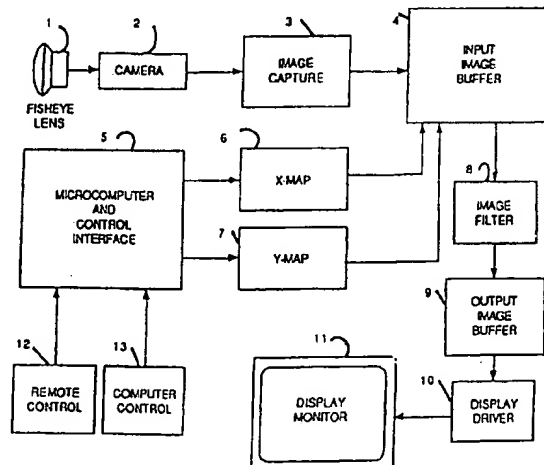 1
2
3
4
FISHEYE
LENS
CAMERA
IMAGE
CAPTURE
INPUT
IMAGE
BUFFER
5
6
7
8
MICROCOMPUTER
AND
CONTROL
INTERFACE
X-MAP
Y-MAP
IMAGE
FILTER
9
OUTPUT
IMAGE
BUFFER
12
13
11
10
REMOTE
CONTROL
COMPUTER
CONTROL
DISPLAY
MONITOR
DISPLAY
DRIVER